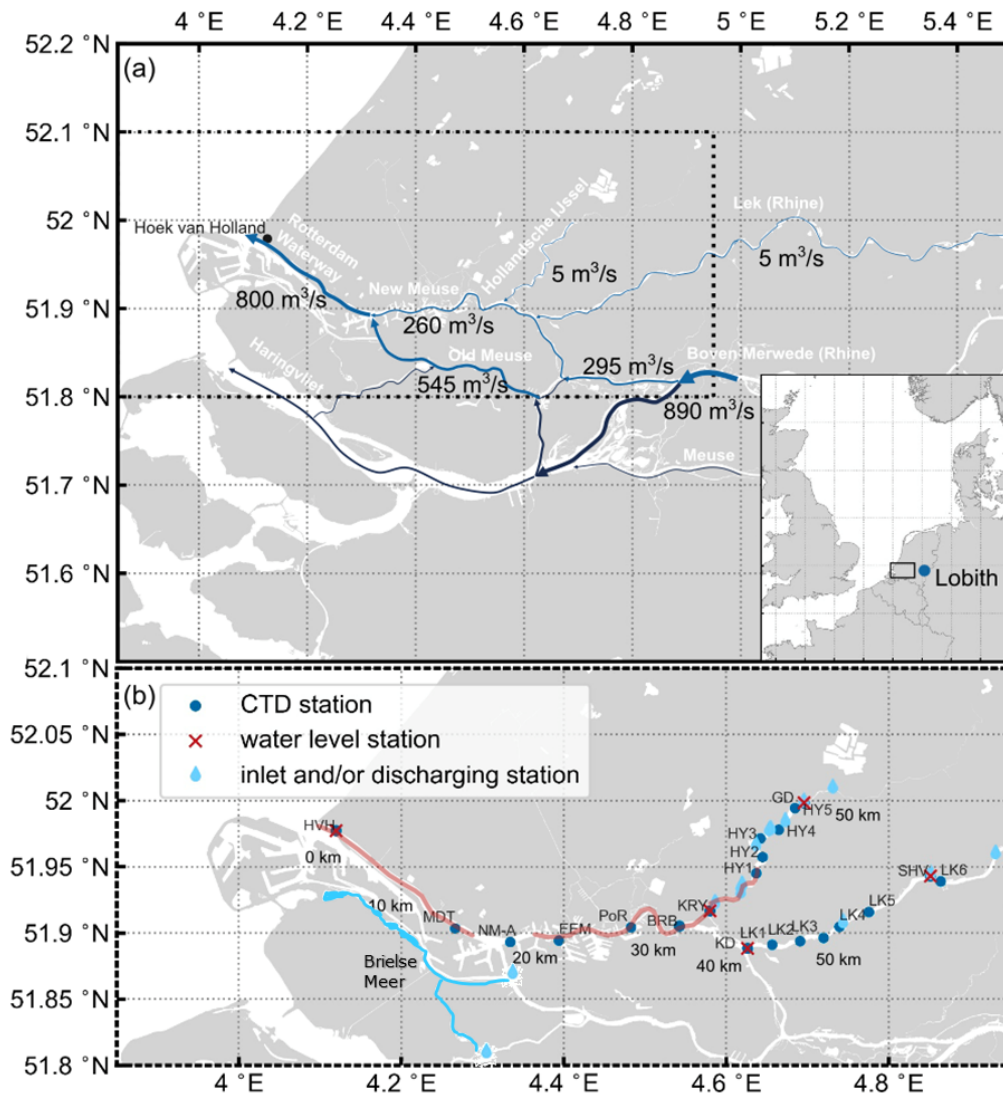 4 °E 4.2 °E 4.4 °E 4.6 °E 4.8 °E 5 °E 5.2 °E 5.4 °E
52.2 °N
(a)
52.1 °N
52 °N
Lek (Rhine)
Hoek van Holland
Rotterdam
Waterway
Hollandsche IJssel
5 m³/s
5 m³/s
800 m³/s
New Meuse
51.9 °N
260 m³/s
Haringvliet
Old Meuse
295 m³/s
Boven Merwede (Rhine)
545 m³/s
51.8 °N
890 m³/s
Meuse
51.7 °N
51.6 °N
Lobith
52.1 °N
(b)
CTD station
water level station
inlet and/or discharging station
52.05 °N
52 °N
GD
HY5
50 km
HVH
HY3
HY4
0 km
HY2
51.95 °N
HY1
SHV
LK6
10 km
MDT
PoR
KRY
LK5
NM-A
EEM
BRB
LK4
51.9 °N
KD
LK1
LK2
LK3
20 km
30 km
40 km
50 km
Brielse
Meer
51.85 °N
51.8 °N
4 °E 4.2 °E 4.4 °E 4.6 °E 4.8 °E